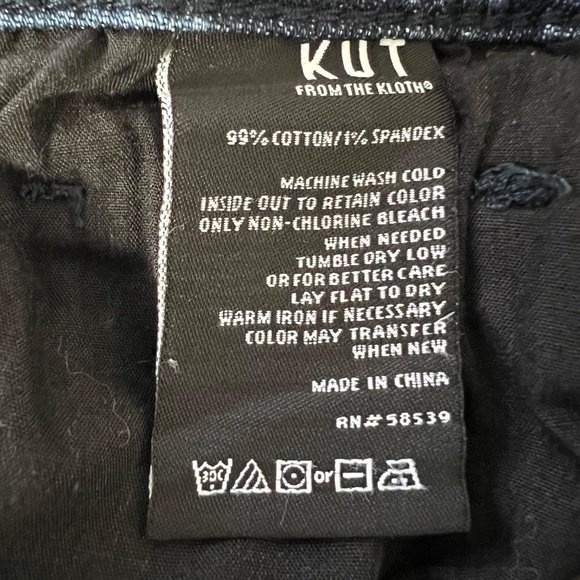 KUT
FROM THE KLOTH®
99% COTTON/1% SPANDEX
MACHINE WASH COLD
INSIDE OUT TO RETAIN COLOR
ONLY NON-CHLORINE BLEACH
WHEN NEEDED
TUMBLE DRY LOW
OR FOR BETTER CARE
LAY FLAT TO DRY
WARM IRON IF NECESSARY
COLOR MAY TRANSFER
WHEN NEW
MADE IN CHINA
RN# 58539
30C or